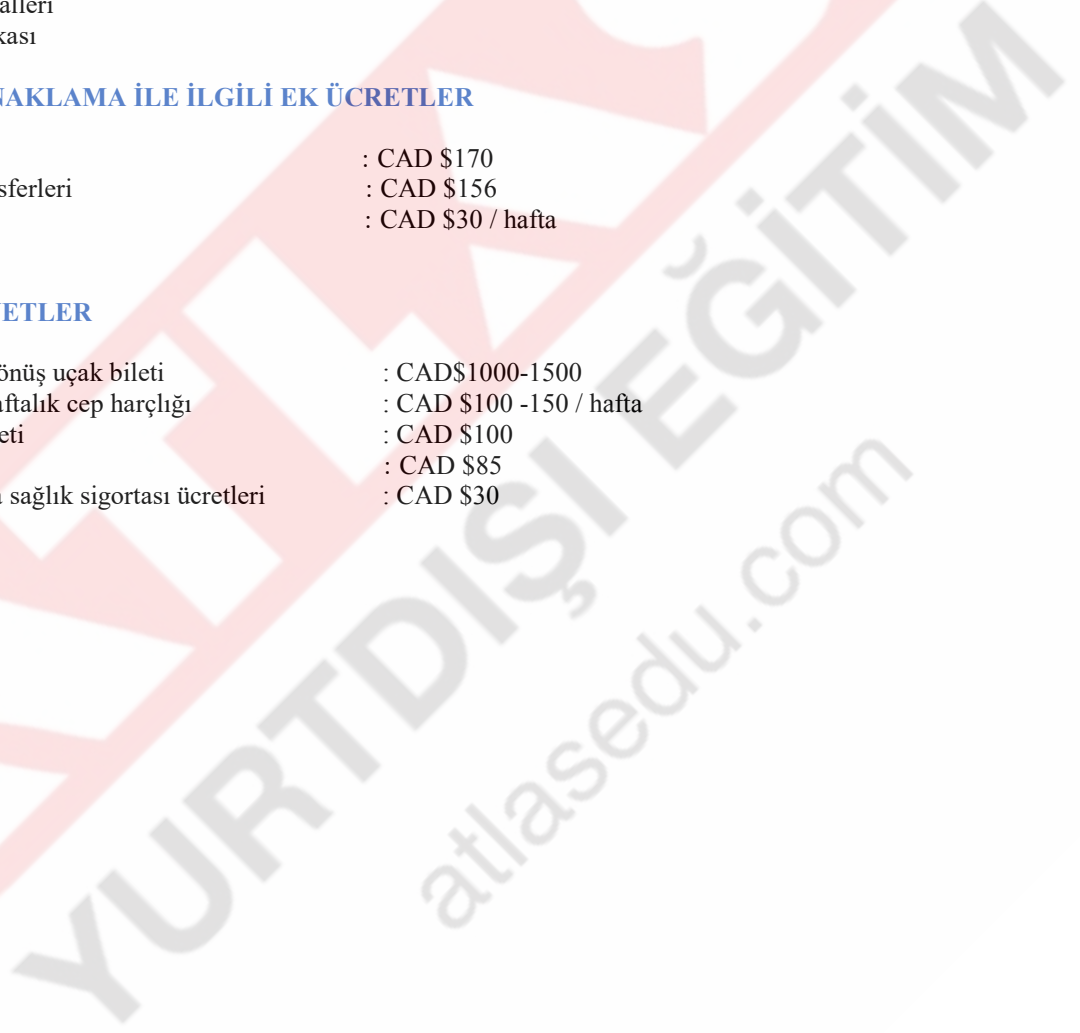 alleri
kası
NAKLAMA İLE İLGİLİ EK ÜCRETLER
: CAD $170
sferleri : CAD $156
: CAD $30 / hafta
ETLER
önüş uçak bileti : CAD$1000-1500
aftalık cep harçlığı : CAD $100 -150 / hafta
eti : CAD $100
: CAD $85
a sağlık sigortası ücretleri : CAD $30
YURTDIŞI EĞİTİM
atlasedu.com